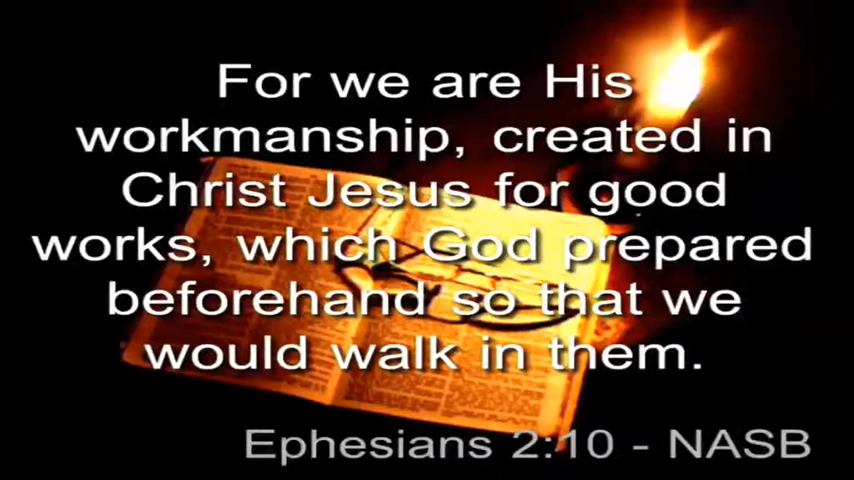 For we are His
workmanship, created in
Christ Jesus for good
works, which God prepared
beforehand so that we
would walk in them.
Ephesians 2:10 - NASB